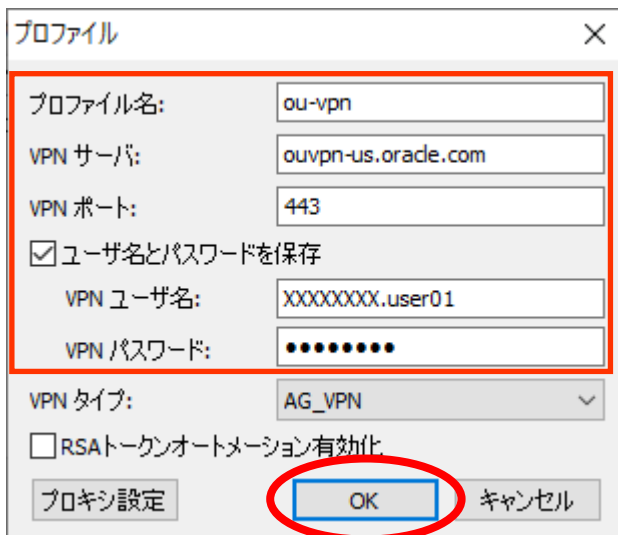 プロファイル
プロファイル名: ou-vpn
VPN サーバ: ouvpn-us.oracle.com
VPN ポート: 443
ユーザ名とパスワードを保存
VPN ユーザ名: XXXXXXXX.user01
VPN パスワード: ●●●●●●●●
VPN タイプ: AG_VPN
RSAトークンオートメーション有効化
プロキシ設定 OK キャンセル